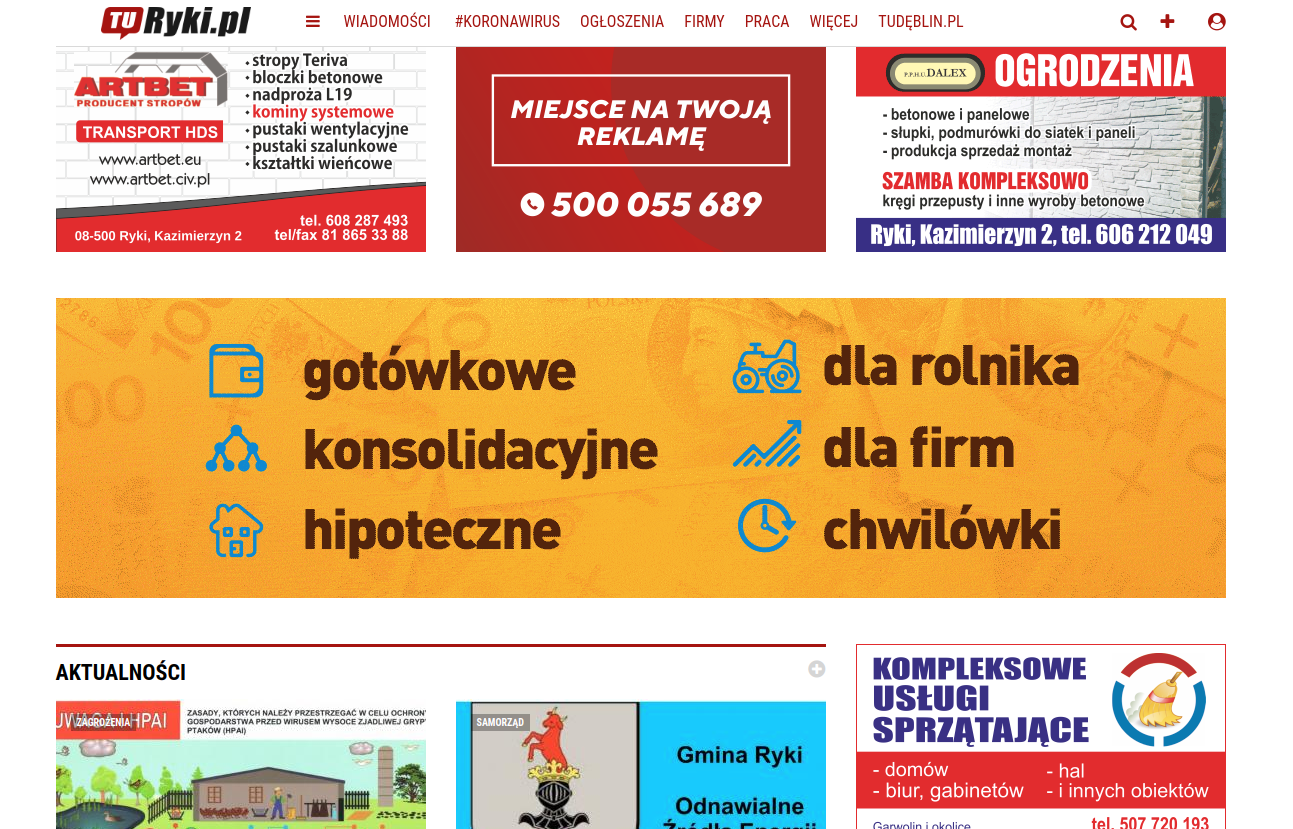 TU Ryki.pl
WIADOMOŚCI #KORONAWIRUS OGŁOSZENIA FIRMY PRACA WIĘCEJ TUDĘBLIN.PL
ARTBET
PRODUCENT STROPÓW
TRANSPORT HDS
www.artbet.eu
www.artbet.civ.pl
• stropy Teriva
• bloczki betonowe
• nadproża L19
• kominy systemowe
• pustaki wentylacyjne
• pustaki szalunkowe
• kształtki wieńcowe
08-500 Ryki, Kazimierzyn 2
tel. 608 287 493
tel/fax 81 865 33 88
MIEJSCE NA TWOJĄ
REKLAMĘ
500 055 689
P.P.H.U. DALEX
OGRODZENIA
- betonowe i panelowe
- słupki, podmurówki do siatek i paneli
- produkcja sprzedaż montaż
SZAMBA KOMPLEKSOWO
kręgi przepusty i inne wyroby betonowe
Ryki, Kazimierzyn 2, tel. 606 212 049
gotówkowe
konsolidacyjne
hipoteczne
dla rolnika
dla firm
chwilówki
AKTUALNOŚCI
HPAI
ZAGROŻENIA
ZASADY, KTÓRYCH NALEŻY PRZESTRZEGAĆ W CELU OCHRON
GOSPODARSTWA PRZED WIRUSEM WYSOCE ZJADLIWEJ GRYP
PTAKÓW (HPAI)
SAMORZĄD
Gmina Ryki
Odnawialne
Źródła Energii
KOMPLEKSOWE
USŁUGI
SPRZĄTAJĄCE
- domów
- biur, gabinetów
- hal
- i innych obiektów
Garwolin i okolice
tel. 507 720 193